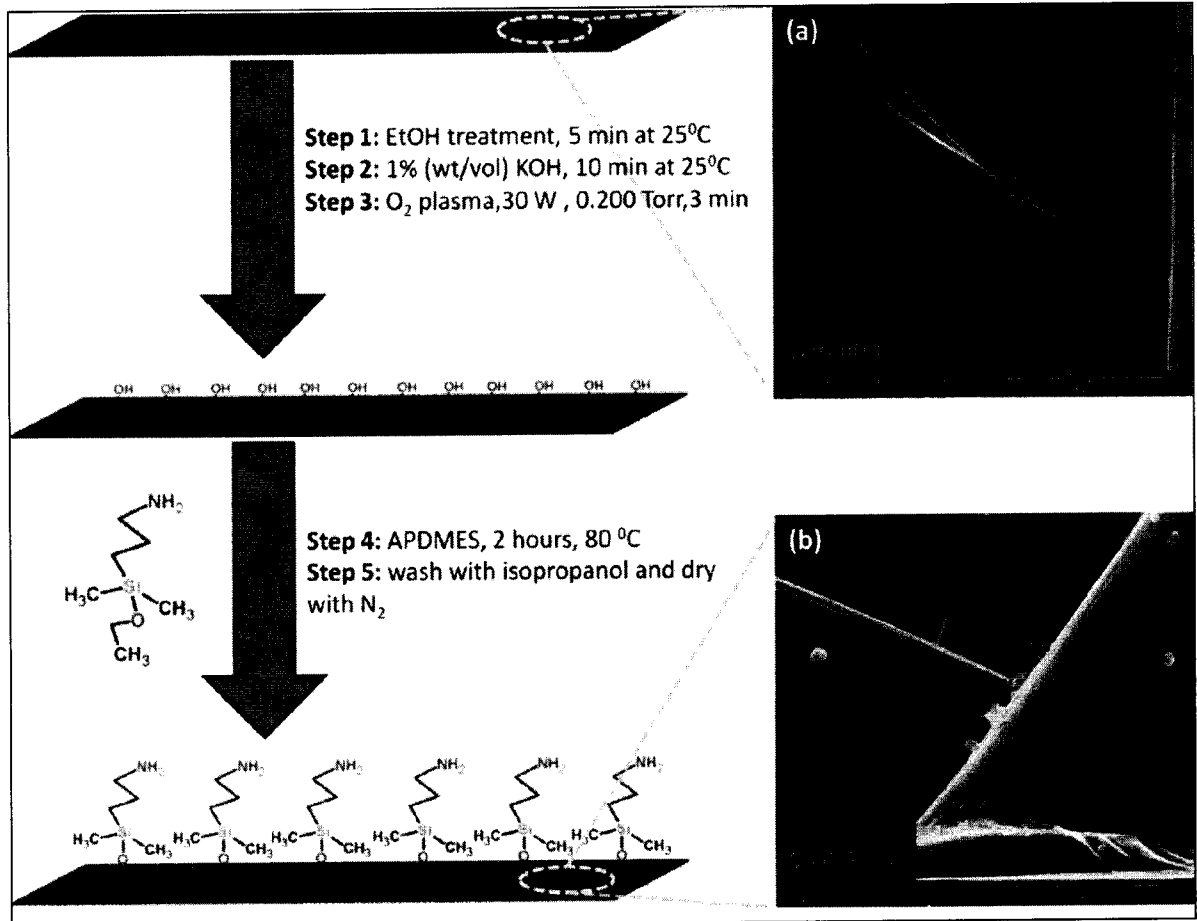 (a)
Step 1: EtOH treatment, 5 min at 25⁰C
Step 2: 1% (wt/vol) KOH, 10 min at 25⁰C
Step 3: O₂ plasma,30 W , 0.200 Torr,3 min
OH OH OH OH OH OH OH OH OH OH OH OH
NH₂
Si
H₃C CH₃
O
CH₃
Step 4: APDMES, 2 hours, 80 ⁰C
Step 5: wash with isopropanol and dry
with N₂
(b)
NH₂ NH₂ NH₂ NH₂ NH₂ NH₂
H₃C Si CH₃ H₃C Si CH₃ H₃C Si CH₃ H₃C Si CH₃ H₃C Si CH₃ H₃C Si CH₃
O O O O O O